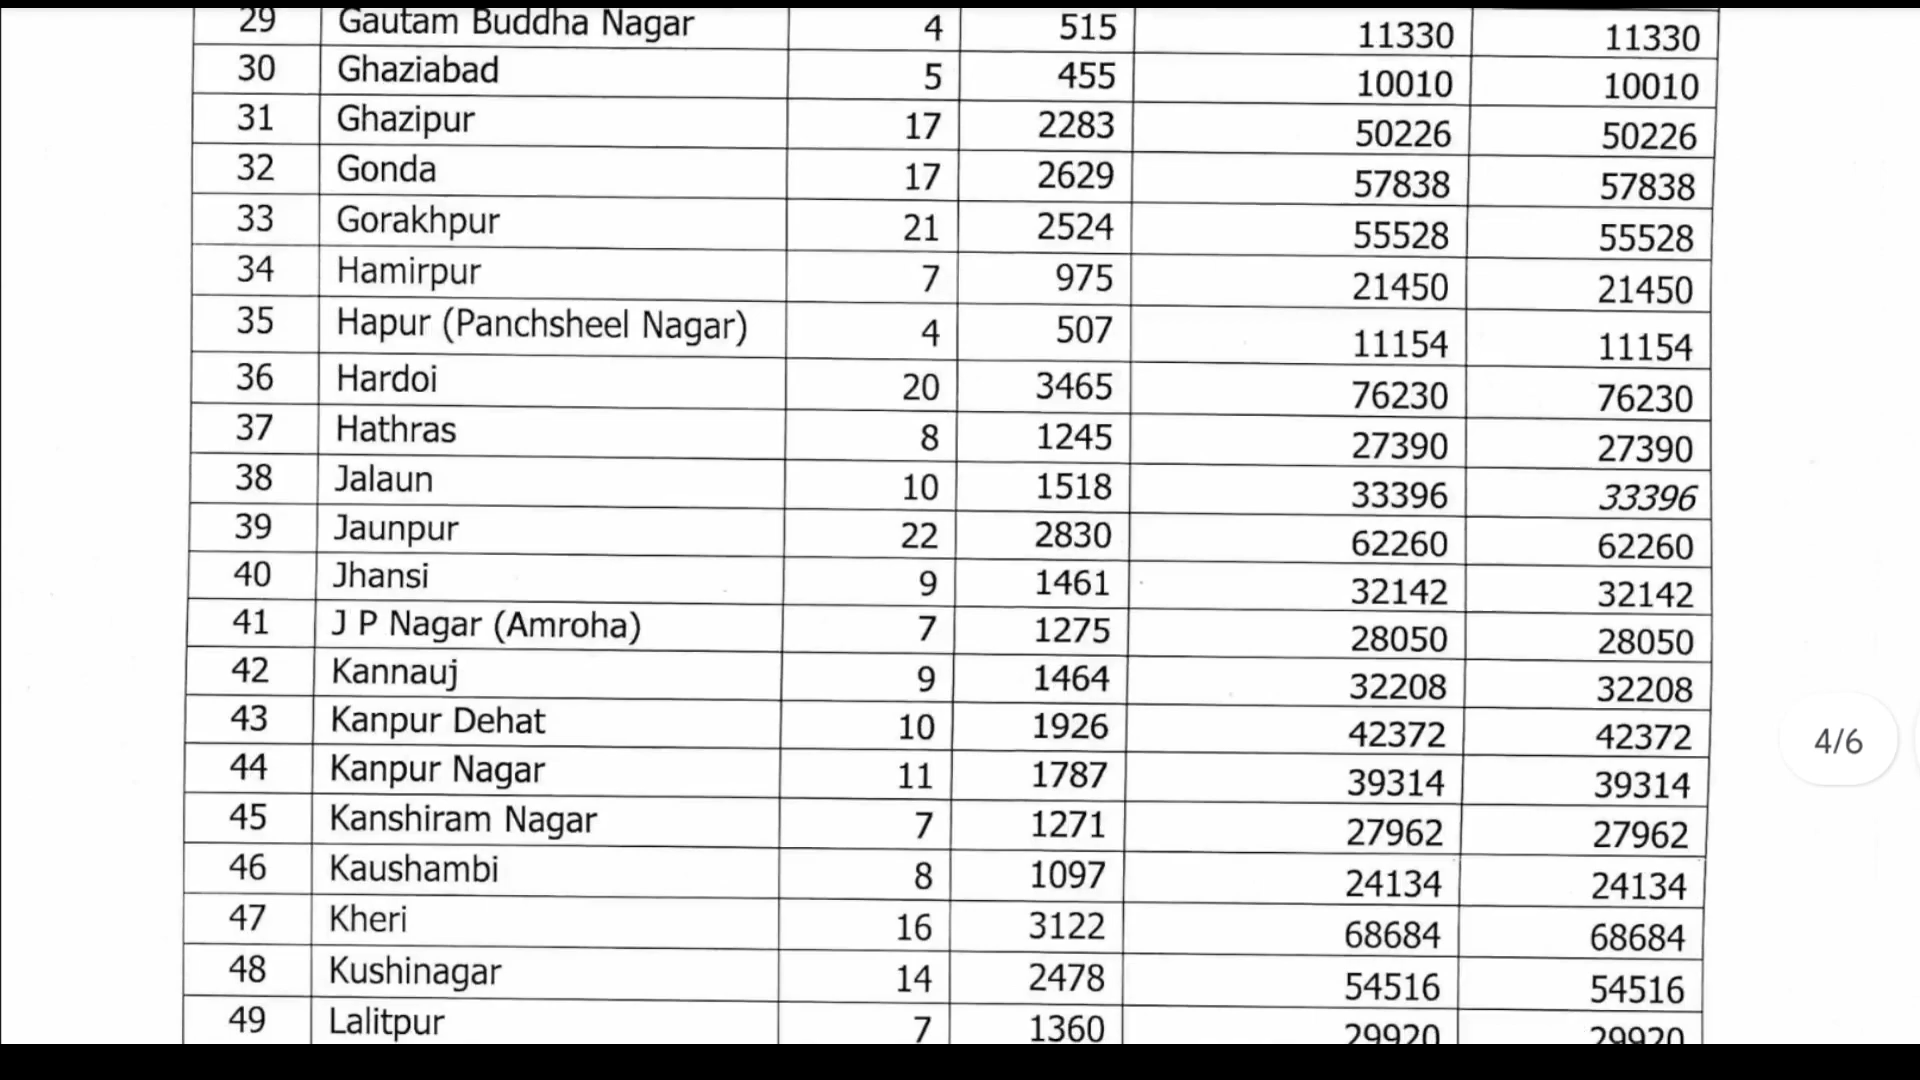 29 Gautam Buddha Nagar 4 515 11330 11330
30 Ghaziabad 5 455 10010 10010
31 Ghazipur 17 2283 50226 50226
32 Gonda 17 2629 57838 57838
33 Gorakhpur 21 2524 55528 55528
34 Hamirpur 7 975 21450 21450
35 Hapur (Panchsheel Nagar) 4 507 11154 11154
36 Hardoi 20 3465 76230 76230
37 Hathras 8 1245 27390 27390
38 Jalaun 10 1518 33396 33396
39 Jaunpur 22 2830 62260 62260
40 Jhansi 9 1461 32142 32142
41 J P Nagar (Amroha) 7 1275 28050 28050
42 Kannauj 9 1464 32208 32208
43 Kanpur Dehat 10 1926 42372 42372
44 Kanpur Nagar 11 1787 39314 39314
45 Kanshiram Nagar 7 1271 27962 27962
46 Kaushambi 8 1097 24134 24134
47 Kheri 16 3122 68684 68684
48 Kushinagar 14 2478 54516 54516
49 Lalitpur 7 1360 29920 29920
4/6